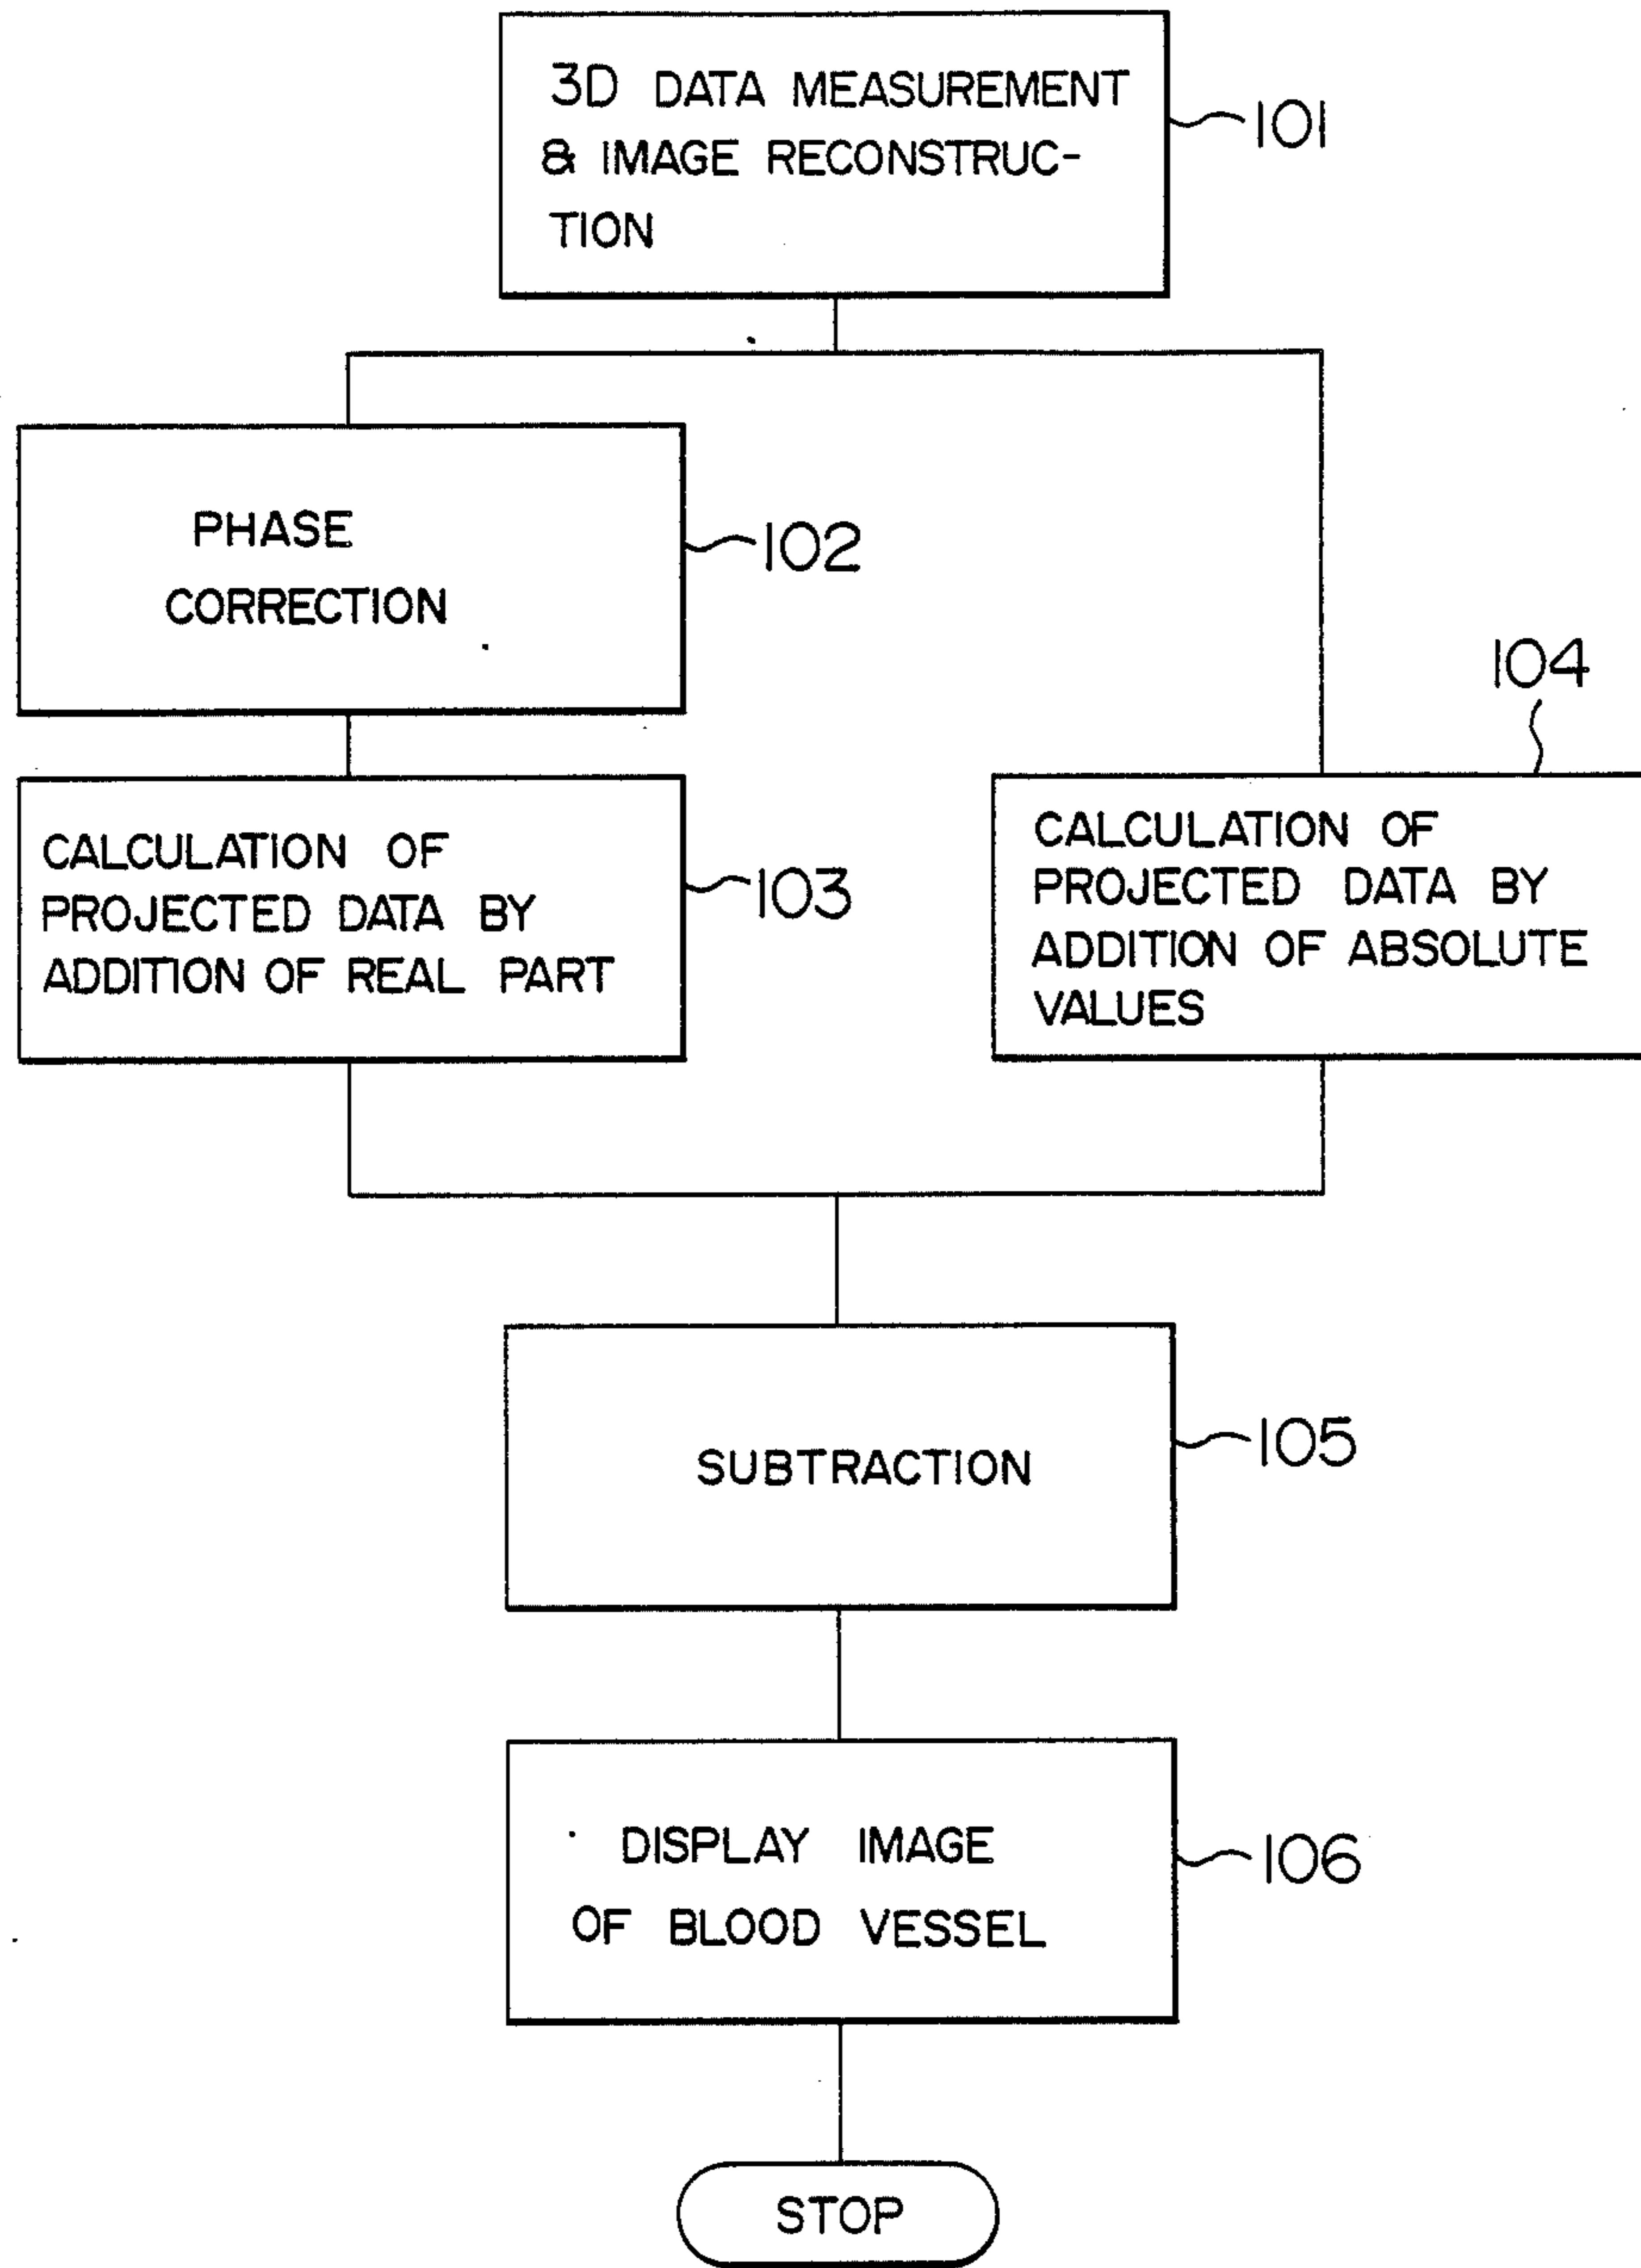 3D DATA MEASUREMENT
& IMAGE RECONSTRUC-
TION
101
PHASE
CORRECTION
102
CALCULATION OF
PROJECTED DATA BY
ADDITION OF REAL PART
103
104
CALCULATION OF
PROJECTED DATA BY
ADDITION OF ABSOLUTE
VALUES
SUBTRACTION
105
DISPLAY IMAGE
OF BLOOD VESSEL
106
STOP